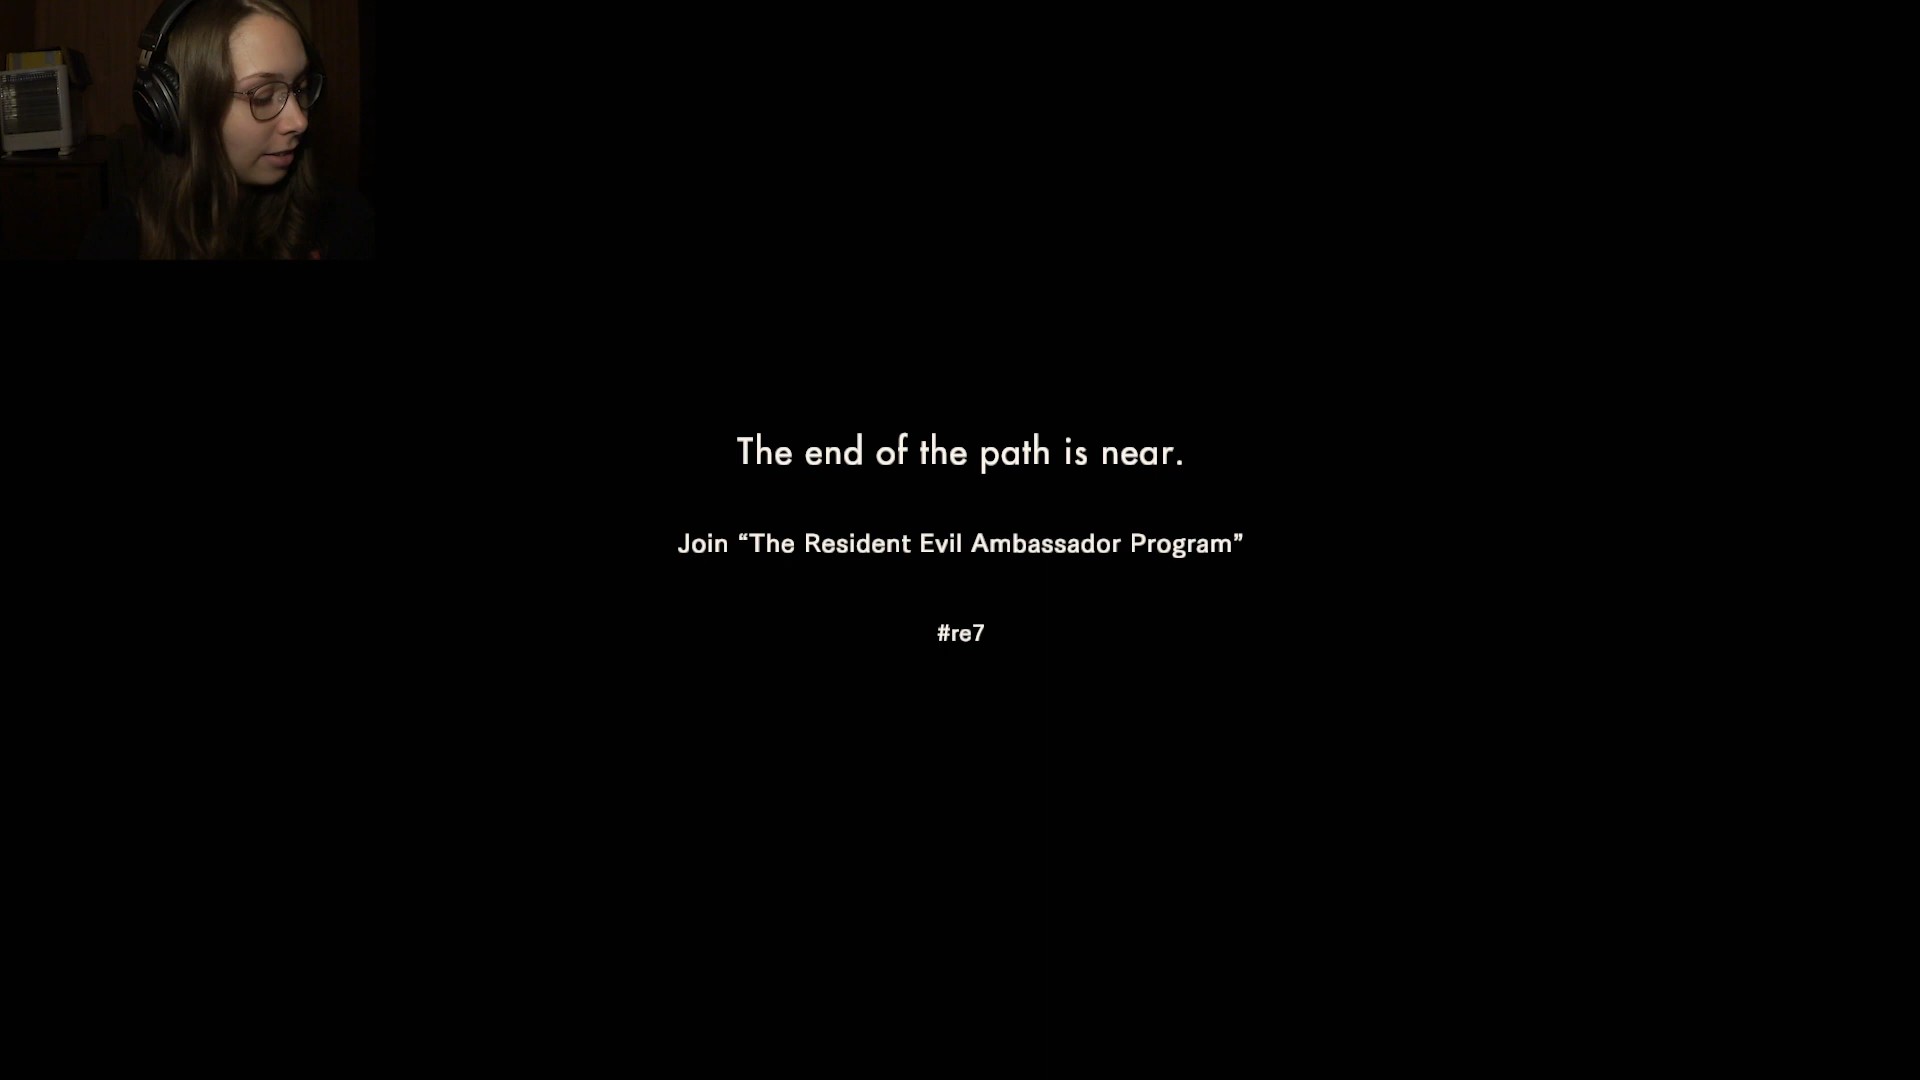 The end of the path is near.
Join “The Resident Evil Ambassador Program”
#re7